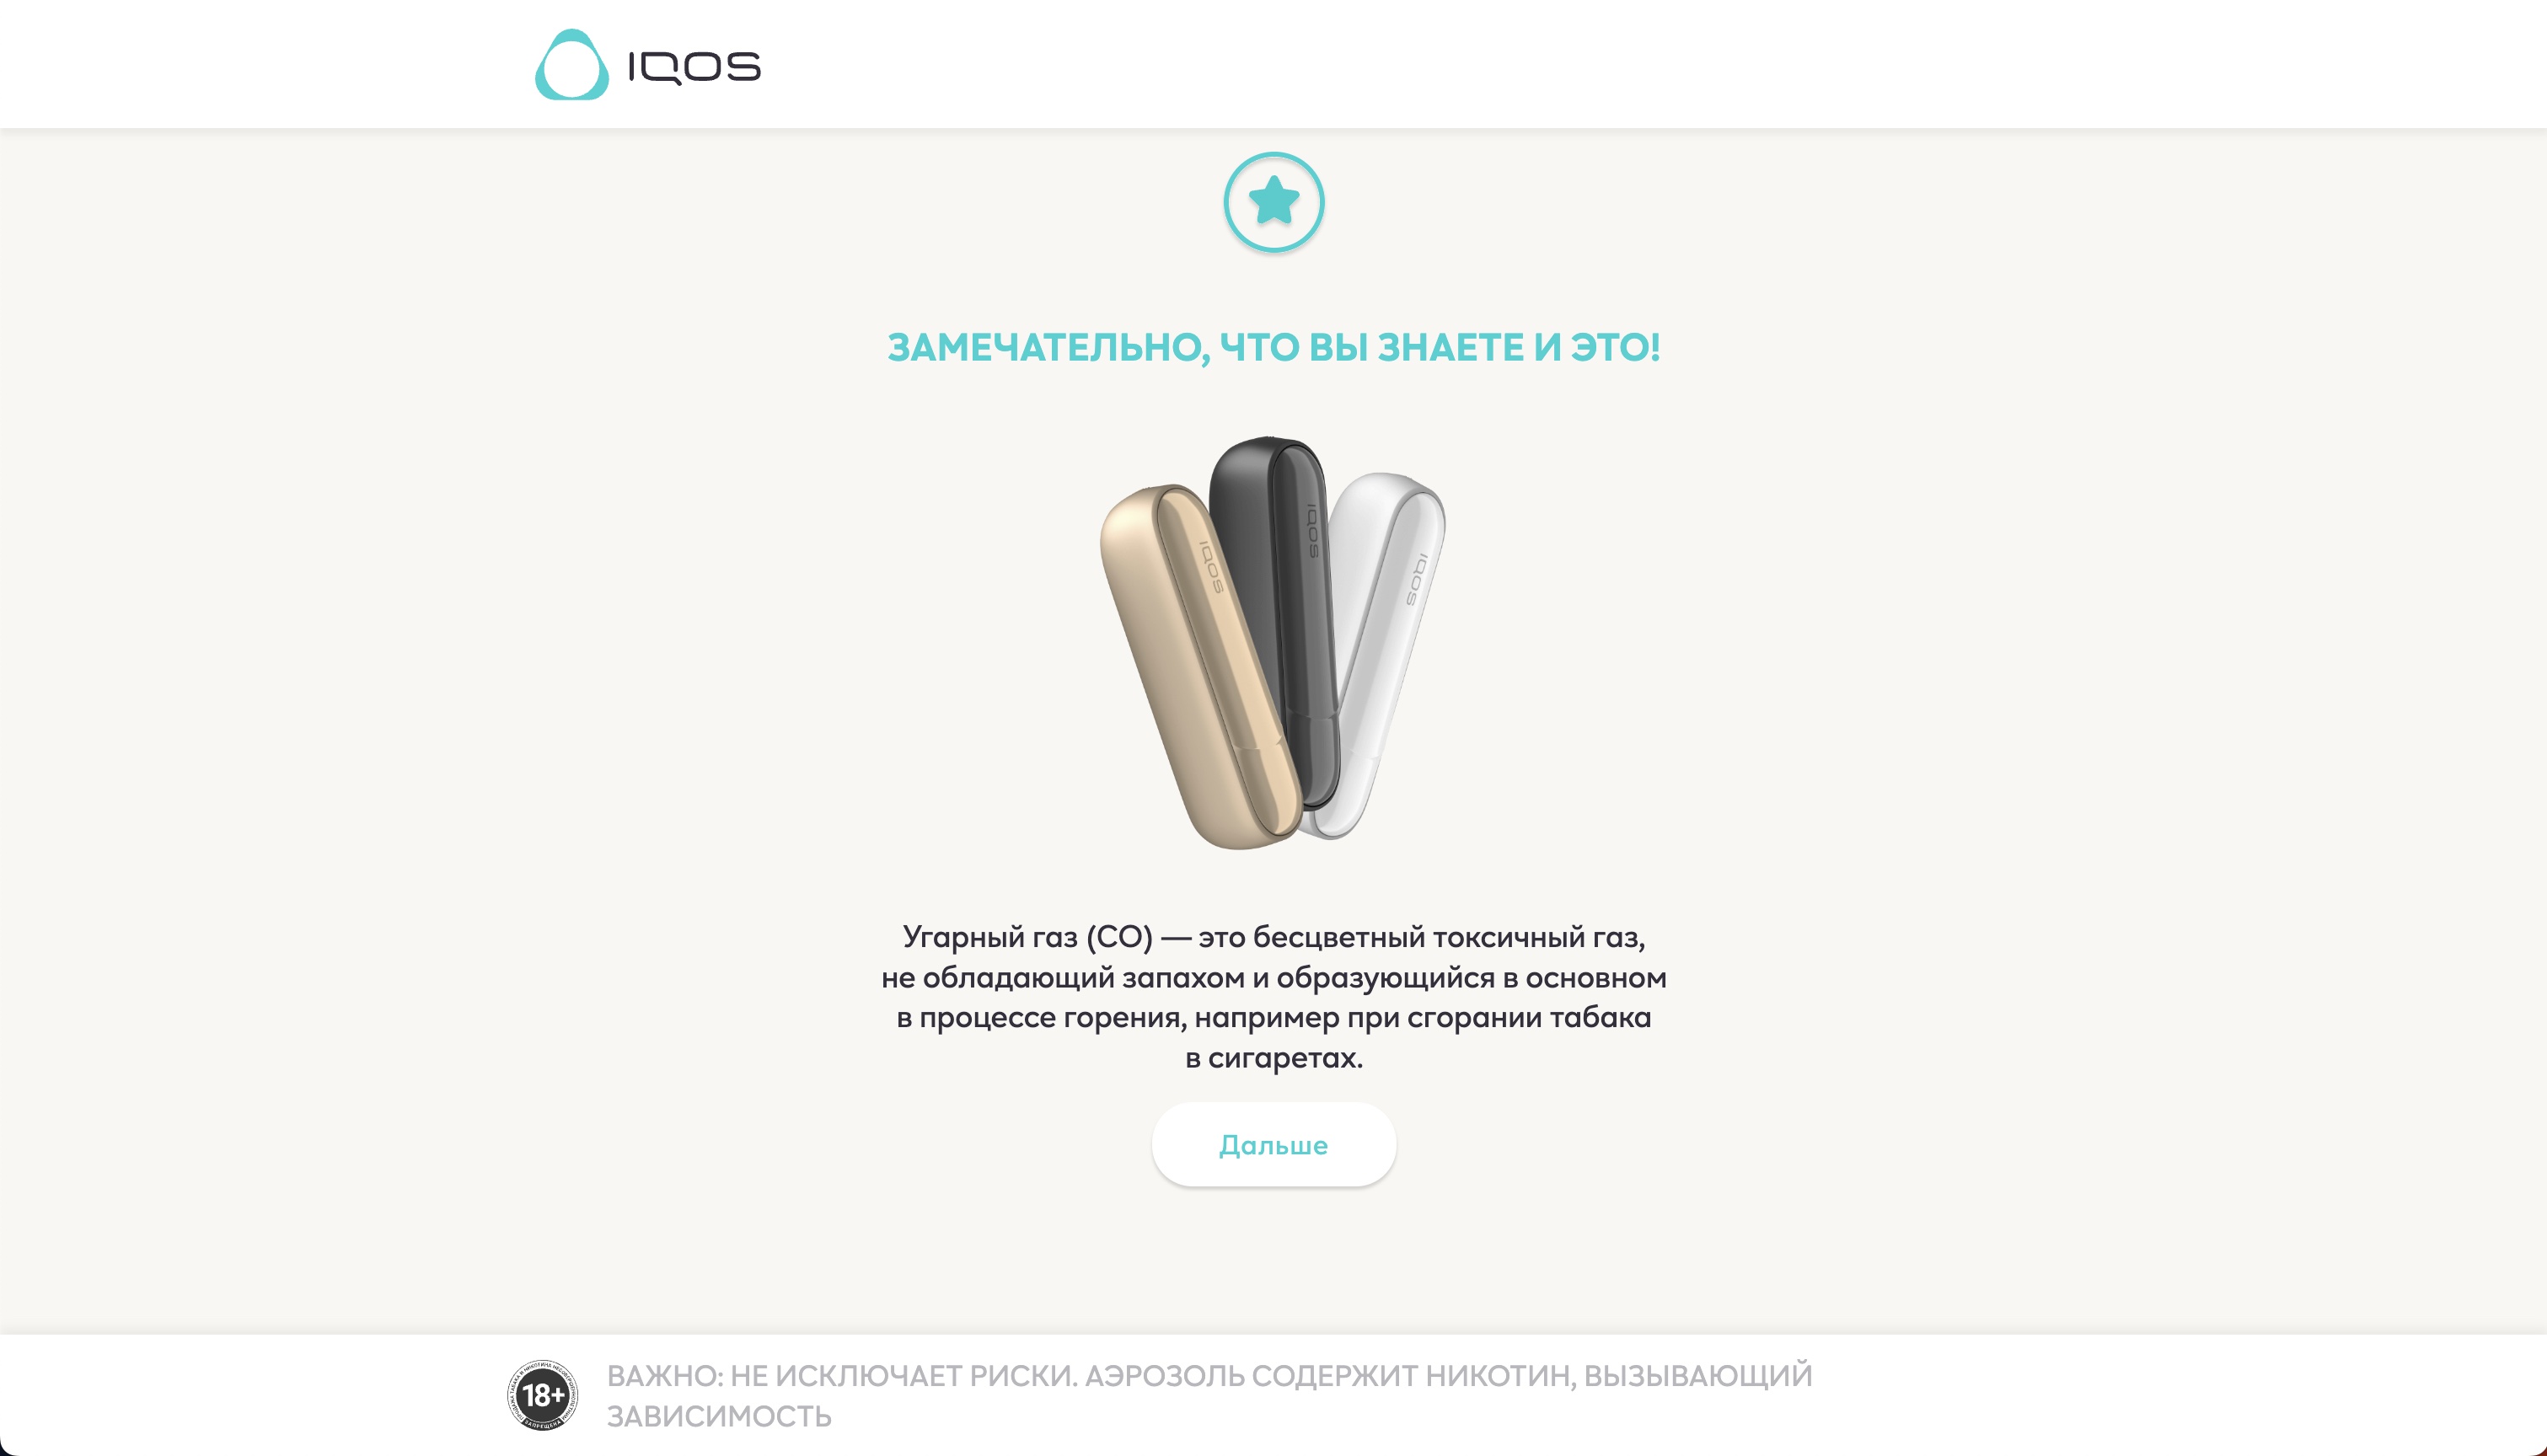 IQOS
ЗАМЕЧАТЕЛЬНО, ЧТО ВЫ ЗНАЕТЕ И ЭТО!
IQOS
IQOS
IQOS
Угарный газ (СО) — это бесцветный токсичный газ,
не обладающий запахом и образующийся в основном
в процессе горения, например при сгорании табака
в сигаретах.
Дальше
18+
ЗАПРЕЩЕНА
ВАЖНО: НЕ ИСКЛЮЧАЕТ РИСКИ. АЭРОЗОЛЬ СОДЕРЖИТ НИКОТИН, ВЫЗЫВАЮЩИЙ
ЗАВИСИМОСТЬ